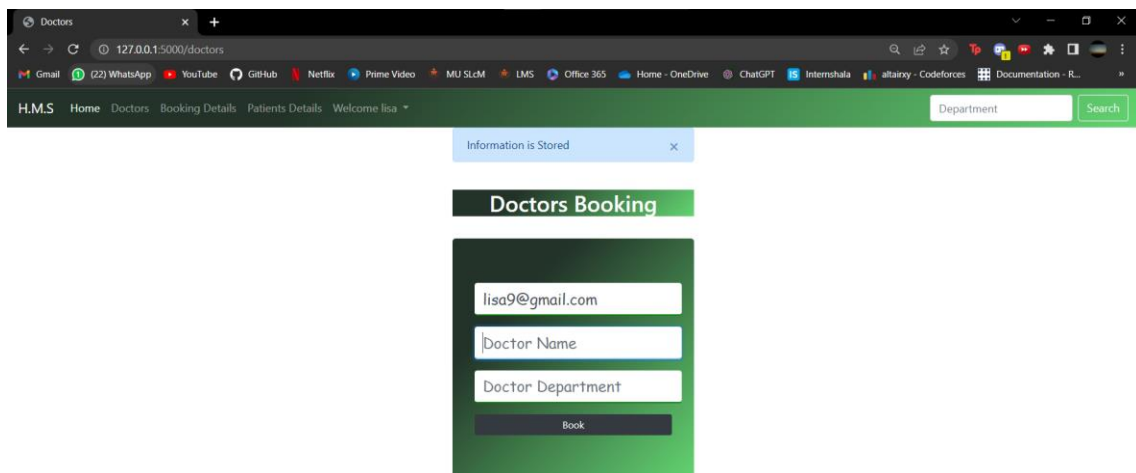 Doctors
127.0.0.1:5000/doctors
Gmail (22) WhatsApp YouTube GitHub Netflix Prime Video MU SLcM LMS Office 365 Home - OneDrive ChatGPT IS Internshala altairxy - Codeforces Documentation - R... »
H.M.S Home Doctors Booking Details Patients Details Welcome lisa Department Search
Information is Stored ×
Doctors Booking
lisa9@gmail.com
Doctor Name
Doctor Department
Book